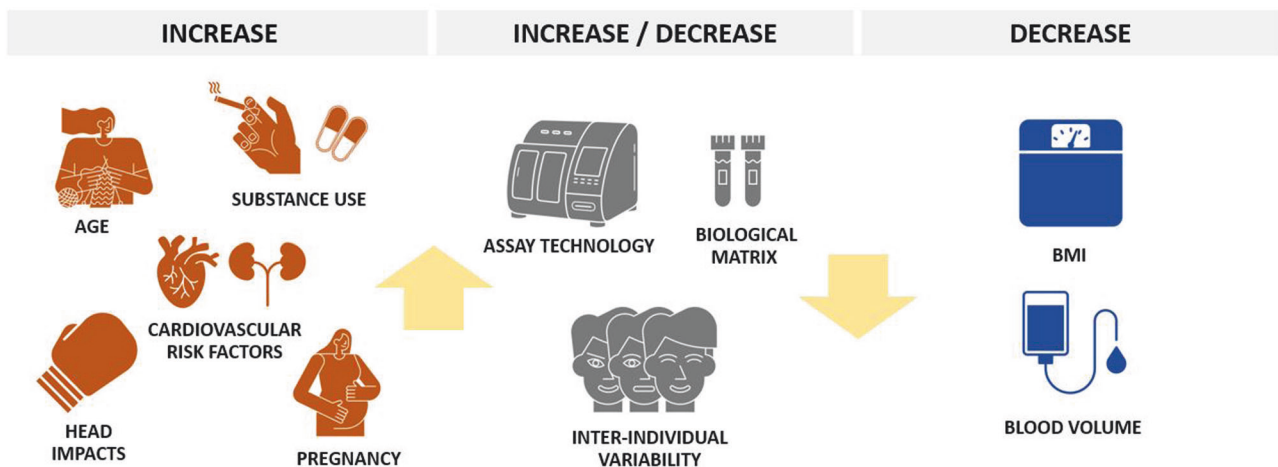 INCREASE
INCREASE / DECREASE
DECREASE
AGE
SUBSTANCE USE
CARDIOVASCULAR
RISK FACTORS
HEAD
IMPACTS
PREGNANCY
ASSAY TECHNOLOGY
BIOLOGICAL
MATRIX
INTER-INDIVIDUAL
VARIABILITY
BMI
BLOOD VOLUME